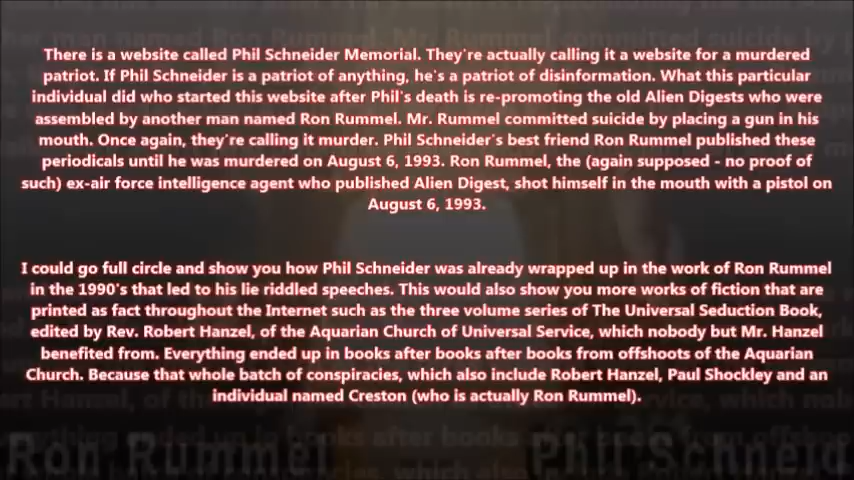 There is a website called Phil Schneider Memorial. They're actually calling it a website for a murdered
patriot. If Phil Schneider is a patriot of anything, he's a patriot of disinformation. What this particular
individual did who started this website after Phil's death is re-promoting the old Alien Digests who were
assembled by another man named Ron Rummel. Mr. Rummel committed suicide by placing a gun in his
mouth. Once again, they're calling it murder. Phil Schneider's best friend Ron Rummel published these
periodicals until he was murdered on August 6, 1993. Ron Rummel, the (again supposed - no proof of
such) ex-air force intelligence agent who published Alien Digest, shot himself in the mouth with a pistol on
August 6, 1993.
I could go full circle and show you how Phil Schneider was already wrapped up in the work of Ron Rummel
in the 1990's that led to his lie riddled speeches. This would also show you more works of fiction that are
printed as fact throughout the Internet such as the three volume series of The Universal Seduction Book,
edited by Rev. Robert Hanzel, of the Aquarian Church of Universal Service, which nobody but Mr. Hanzel
benefited from. Everything ended up in books after books after books from offshoots of the Aquarian
Church. Because that whole batch of conspiracies, which also include Robert Hanzel, Paul Shockley and an
individual named Creston (who is actually Ron Rummel).
Ron Rummel
Phil Schneid